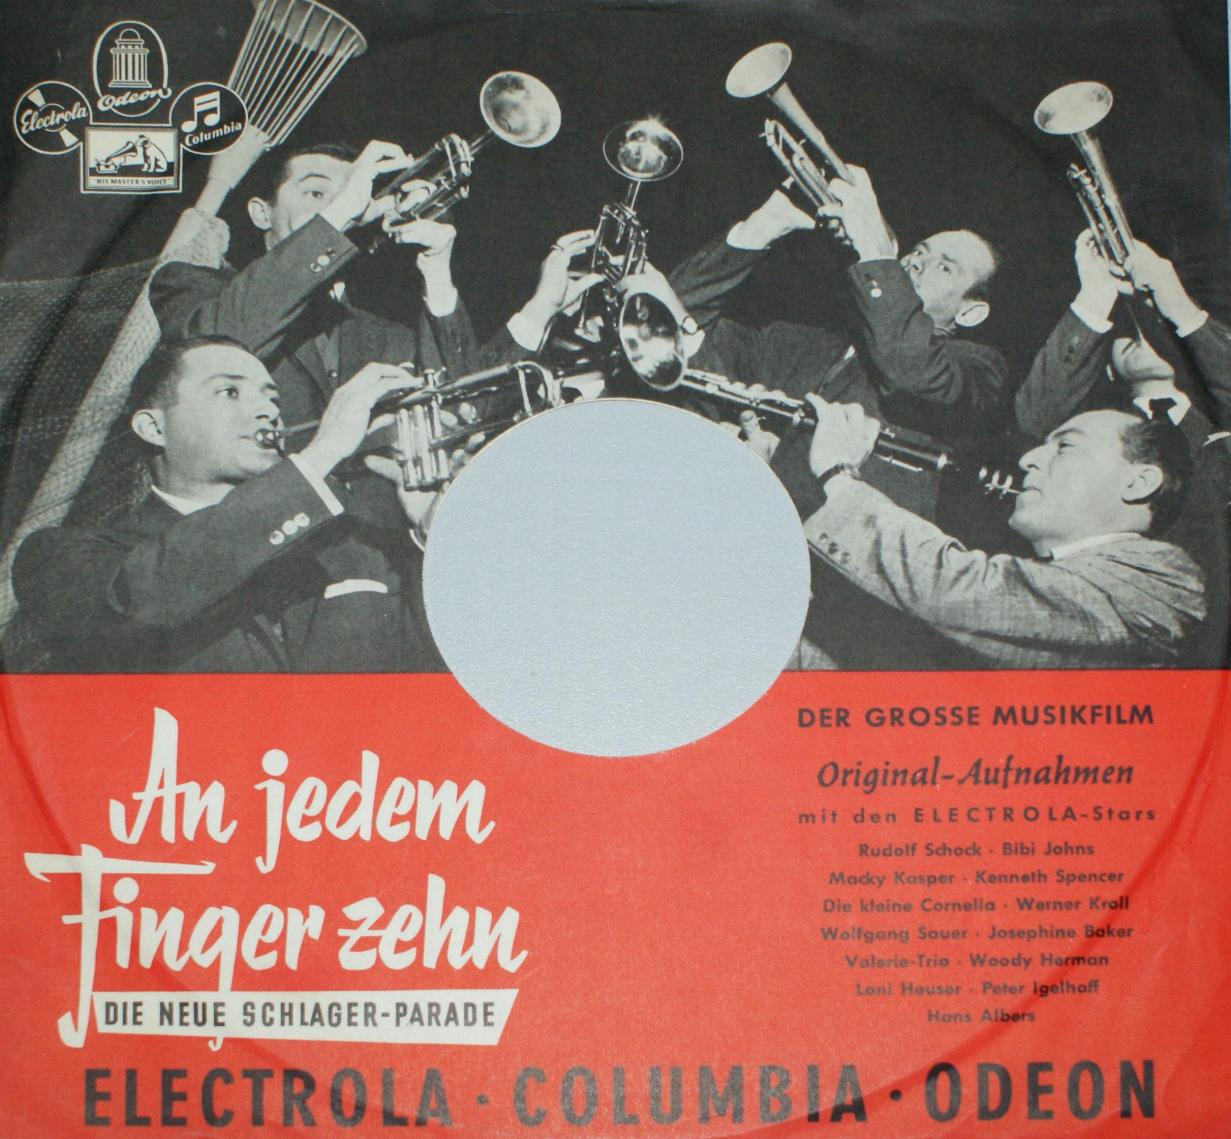 Odeon
Electrola
Columbia
"HIS MASTER'S VOICE"
An jedem
Finger zehn
DIE NEUE SCHLAGER-PARADE
DER GROSSE MUSIKFILM
Original-Aufnahmen
mit den ELECTROLA-Stars
Rudolf Schock · Bibi Johns
Macky Kasper · Kenneth Spencer
Die kleine Cornelia · Werner Kroll
Wolfgang Sauer · Josephine Baker
Valerie-Trio · Woody Herman
Loni Heuser · Peter Igelhoff
Hans Albers
ELECTROLA · COLUMBIA · ODEON